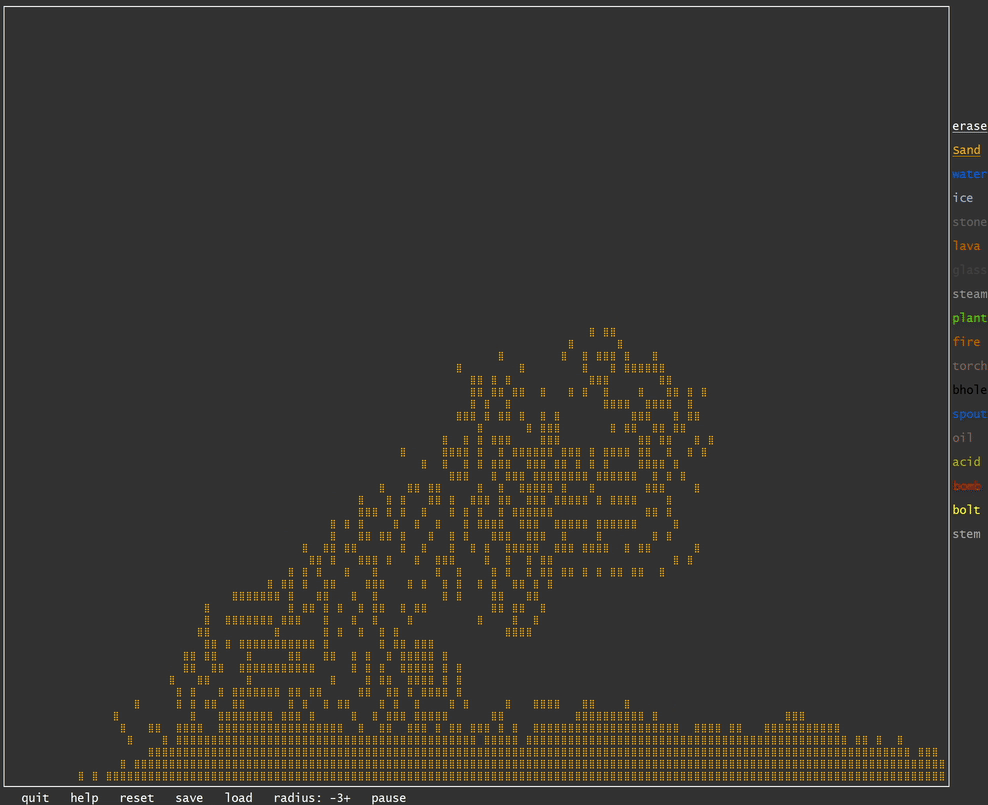 erase
Sand
water
ice
stone
lava
glass
steam
plant
fire
torch
bhole
spout
oil
acid
bomb
bolt
stem
quit help reset save load radius: -3+ pause